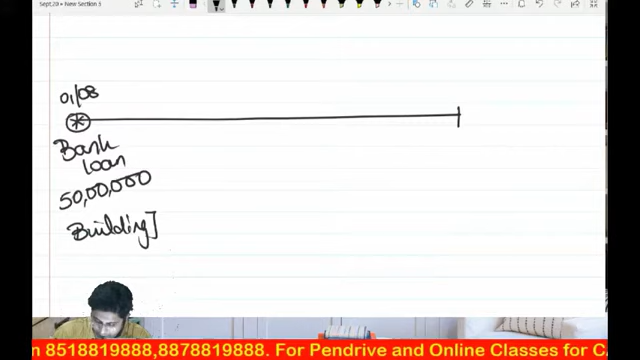 Sept.20 • New Section 3
01/08
Bank
loan
50,00,000
Building]
n 8518819888,8878819888. For Pendrive and Online Classes for C